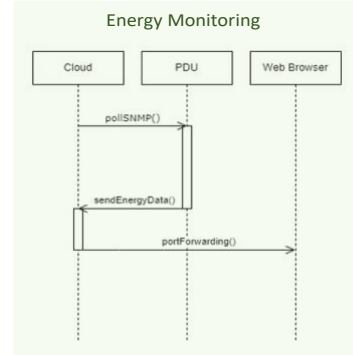 Energy Monitoring
Cloud
PDU
Web Browser
pollSNMP()
sendEnergyData()
portForwarding()